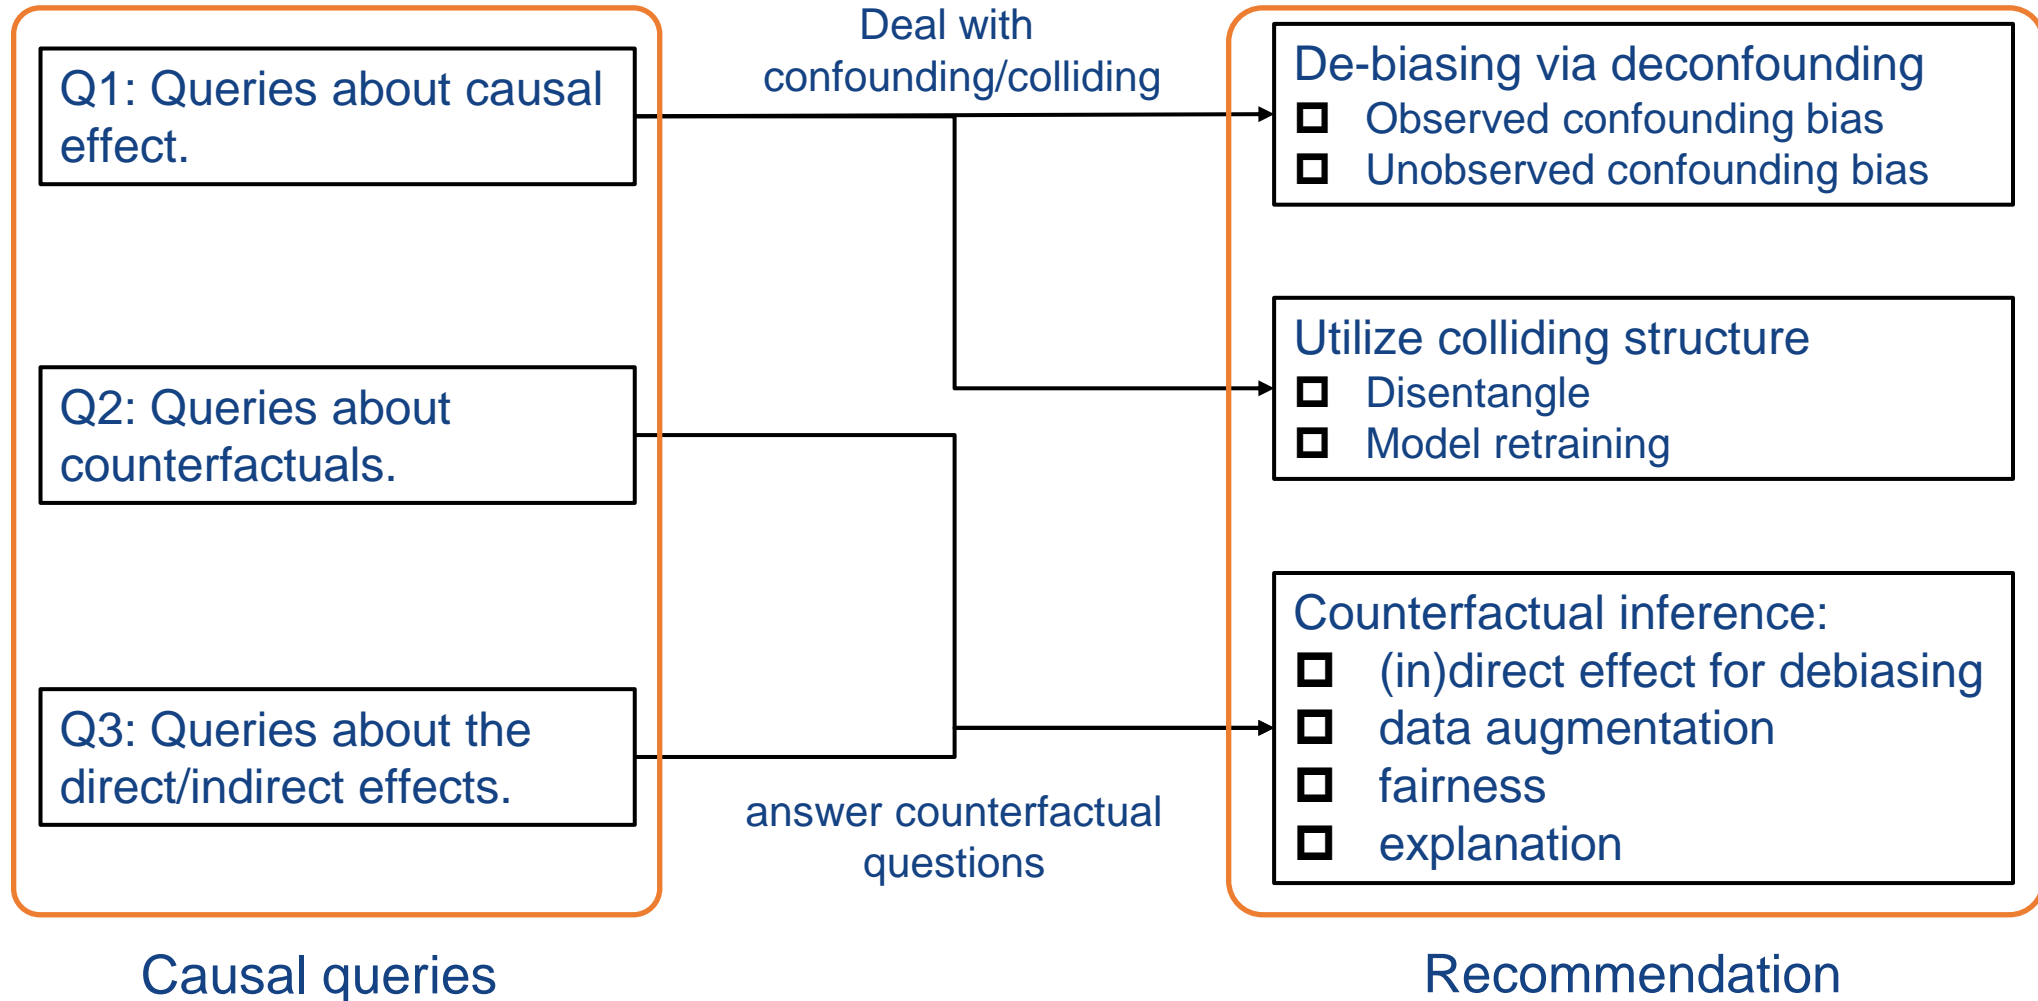 Q1: Queries about causal
effect.
Q2: Queries about
counterfactuals.
Q3: Queries about the
direct/indirect effects.
Causal queries
Deal with
confounding/colliding
answer counterfactual
questions
De-biasing via deconfounding
Observed confounding bias
Unobserved confounding bias
Utilize colliding structure
Disentangle
Model retraining
Counterfactual inference:
(in)direct effect for debiasing
data augmentation
fairness
explanation
Recommendation